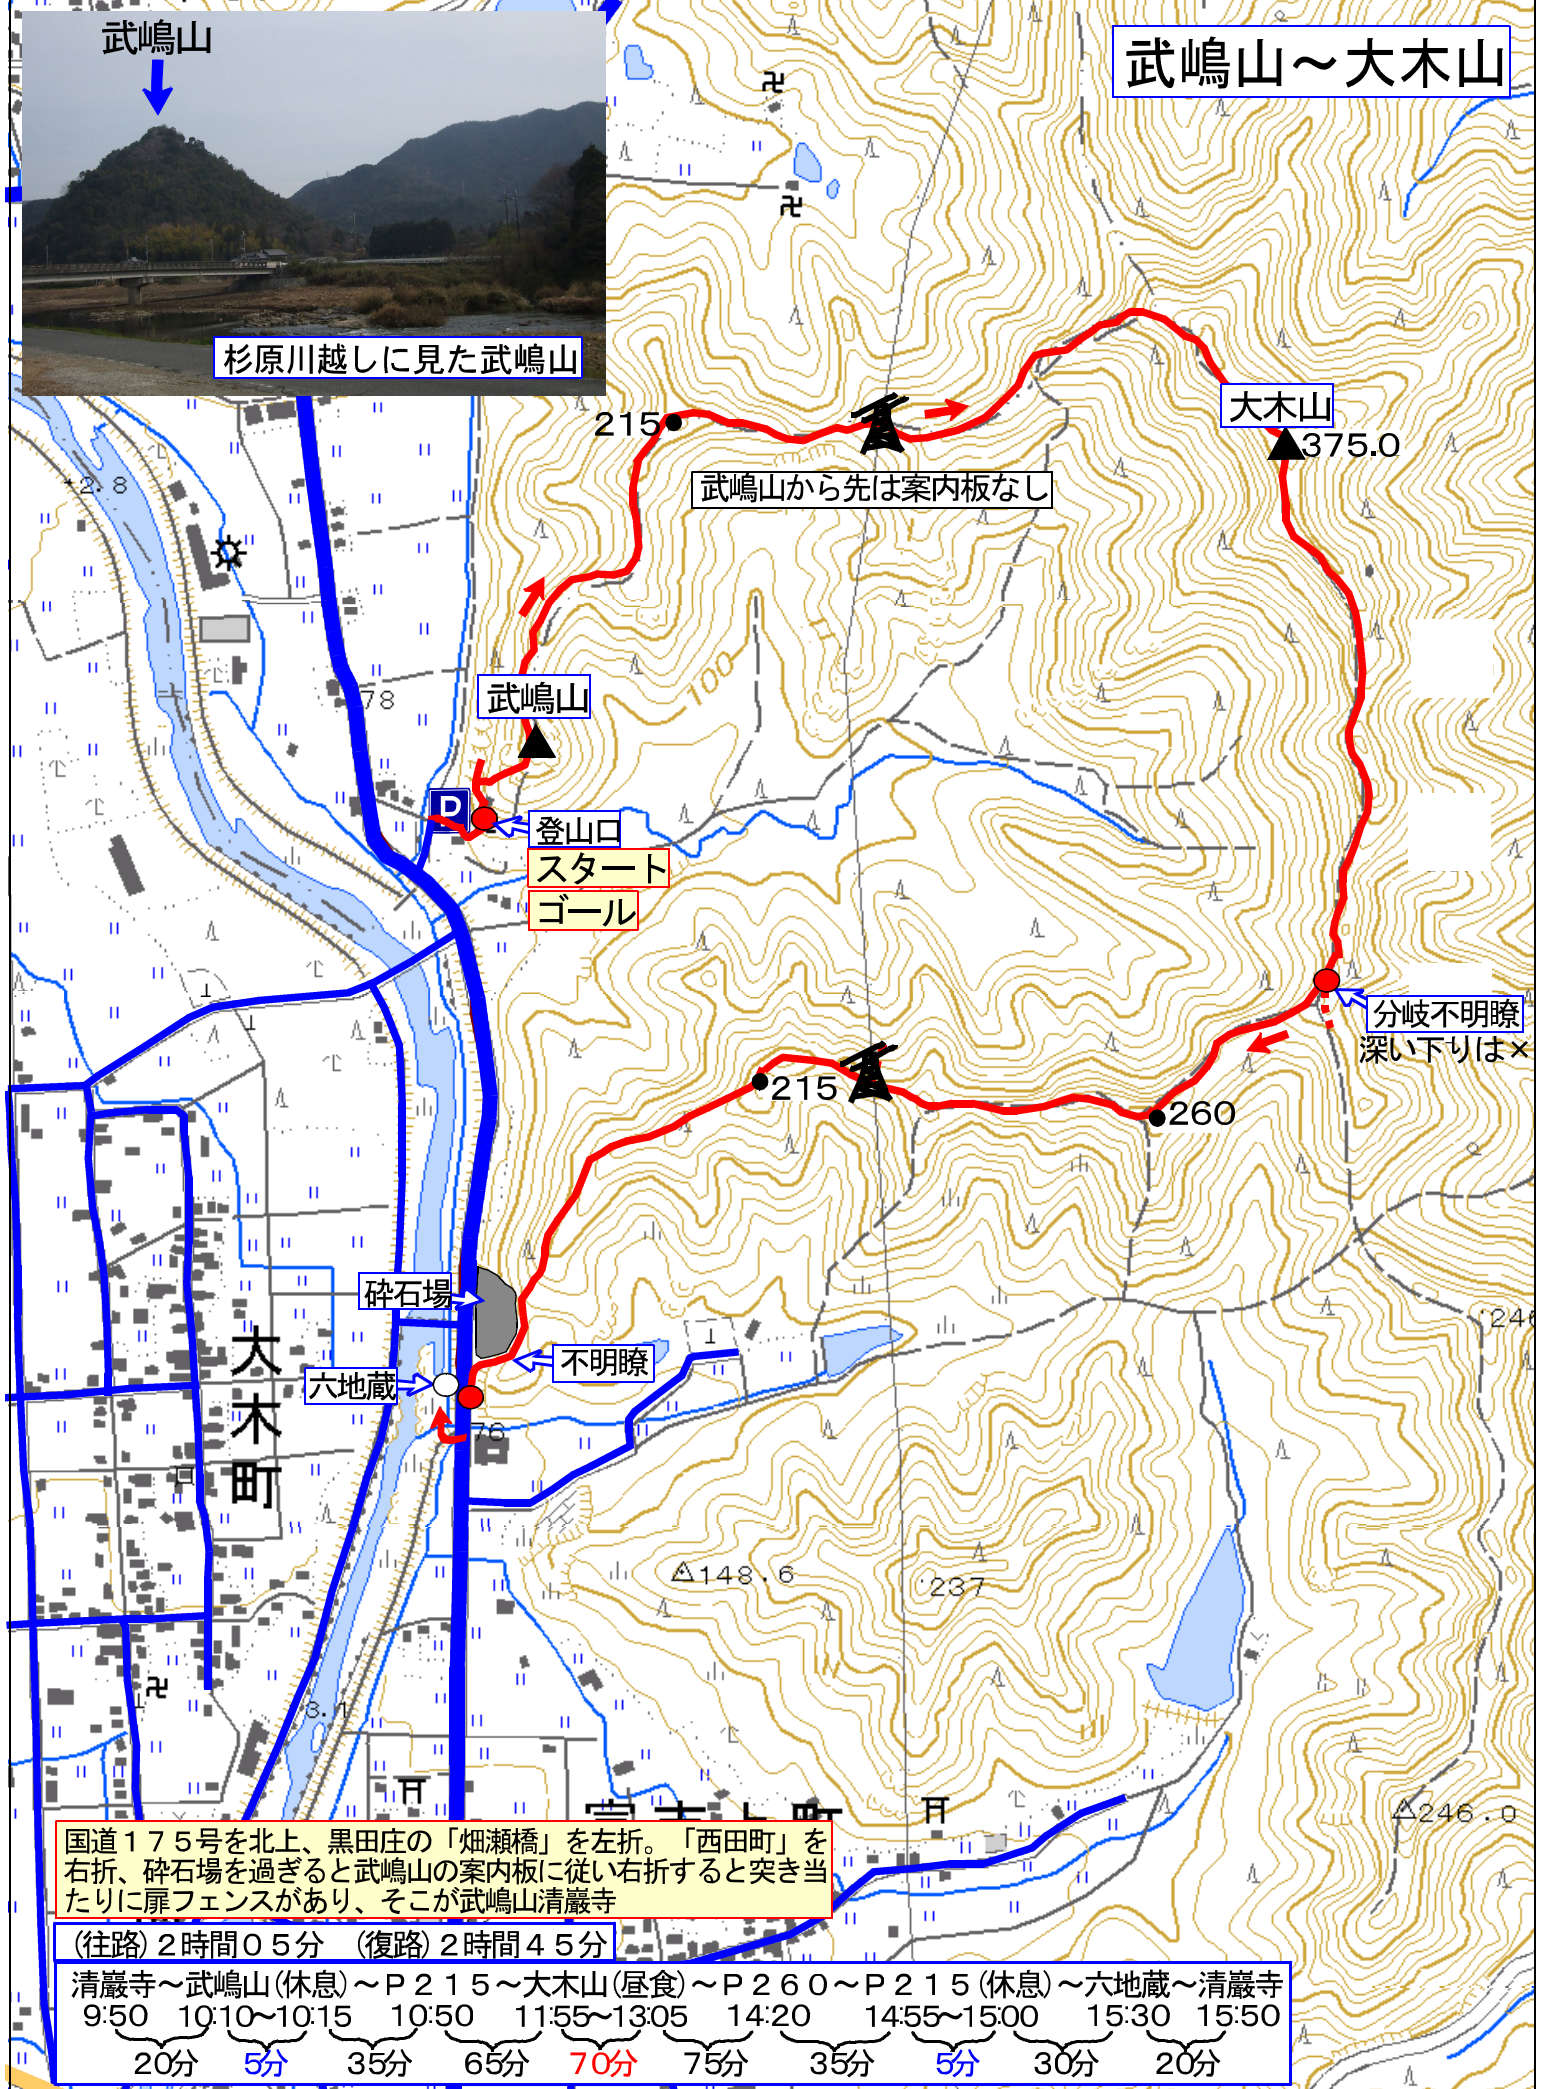 武嶋山
武嶋山～大木山
杉原川越しに見た武嶋山
大木山
215
375.0
武嶋山から先は案内板なし
2.8
100
武嶋山
78
P
登山口
スタート
ゴール
分岐不明瞭
深い下りは×
215
260
砕石場
不明瞭
六地蔵
大木町
76
246
148.6
237
3.1
246.0
国道１７５号を北上、黒田庄の「畑瀬橋」を左折。「西田町」を
右折、砕石場を過ぎると武嶋山の案内板に従い右折すると突き当
たりに扉フェンスがあり、そこが武嶋山清巖寺
(往路)２時間０５分　(復路)２時間４５分
清巖寺～武嶋山(休息)～Ｐ２１５～大木山(昼食)～Ｐ２６０～Ｐ２１５(休息)～六地蔵～清巖寺
9:50 10:10～10:15 10:50 11:55～13:05 14:20 14:55～15:00 15:30 15:50
20分 5分 35分 65分 70分 75分 35分 5分 30分 20分